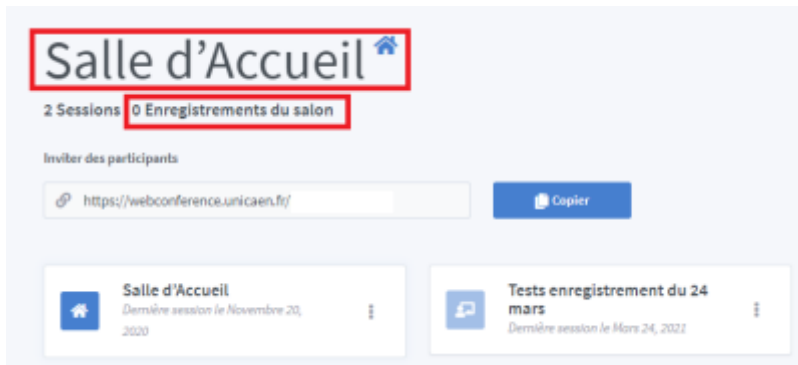 Salle d'Accueil
2 Sessions 0 Enregistrements du salon
Inviter des participants
https://webconference.unicaen.fr/
Copier
Salle d'Accueil
Dernière session le Novembre 20,
2020
Tests enregistrement du 24
mars
Dernière session le Mars 24, 2021